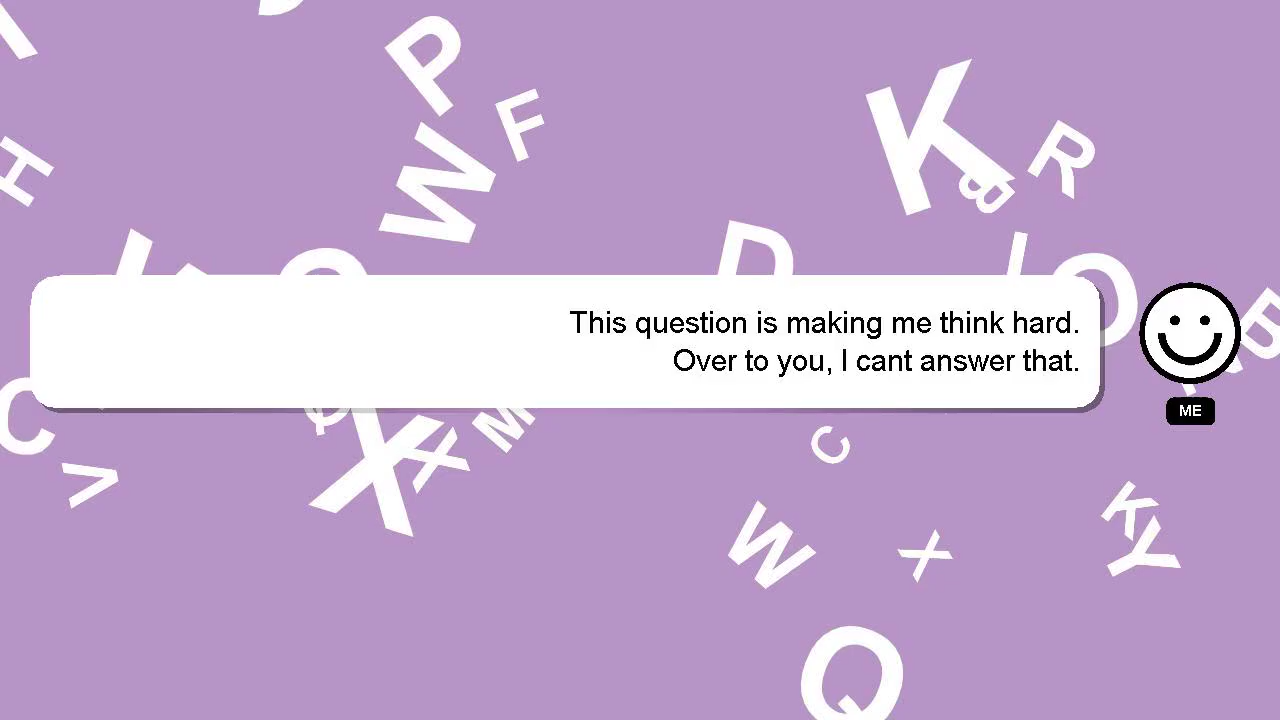 This question is making me think hard.
Over to you, I cant answer that.
ME
P
F
W
K
R
B
H
D
O
C
V
X
X
M
C
W
X
K
Y
Q